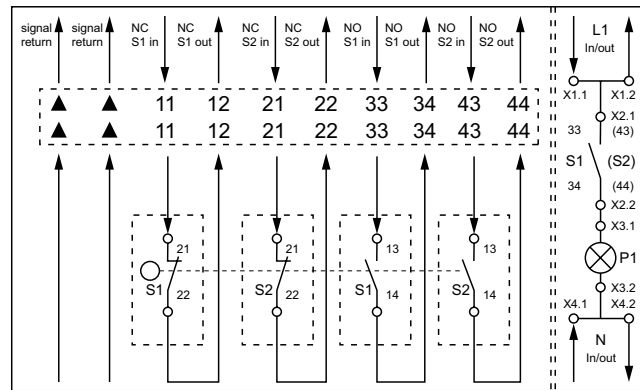 signal return
signal return
NC S1 in
NC S1 out
NC S2 in
NC S2 out
NO S1 in
NO S1 out
NO S2 in
NO S2 out
▲ ▲ 11 12 21 22 33 34 43 44
▲ ▲ 11 12 21 22 33 34 43 44
21
S1
22
21
S2
22
13
S1
14
13
S2
14
L1
In/out
X1.1 X1.2
X2.1
33 (43)
S1 (S2)
34 (44)
X2.2
X3.1
P1
X3.2
X4.1 X4.2
N
In/out